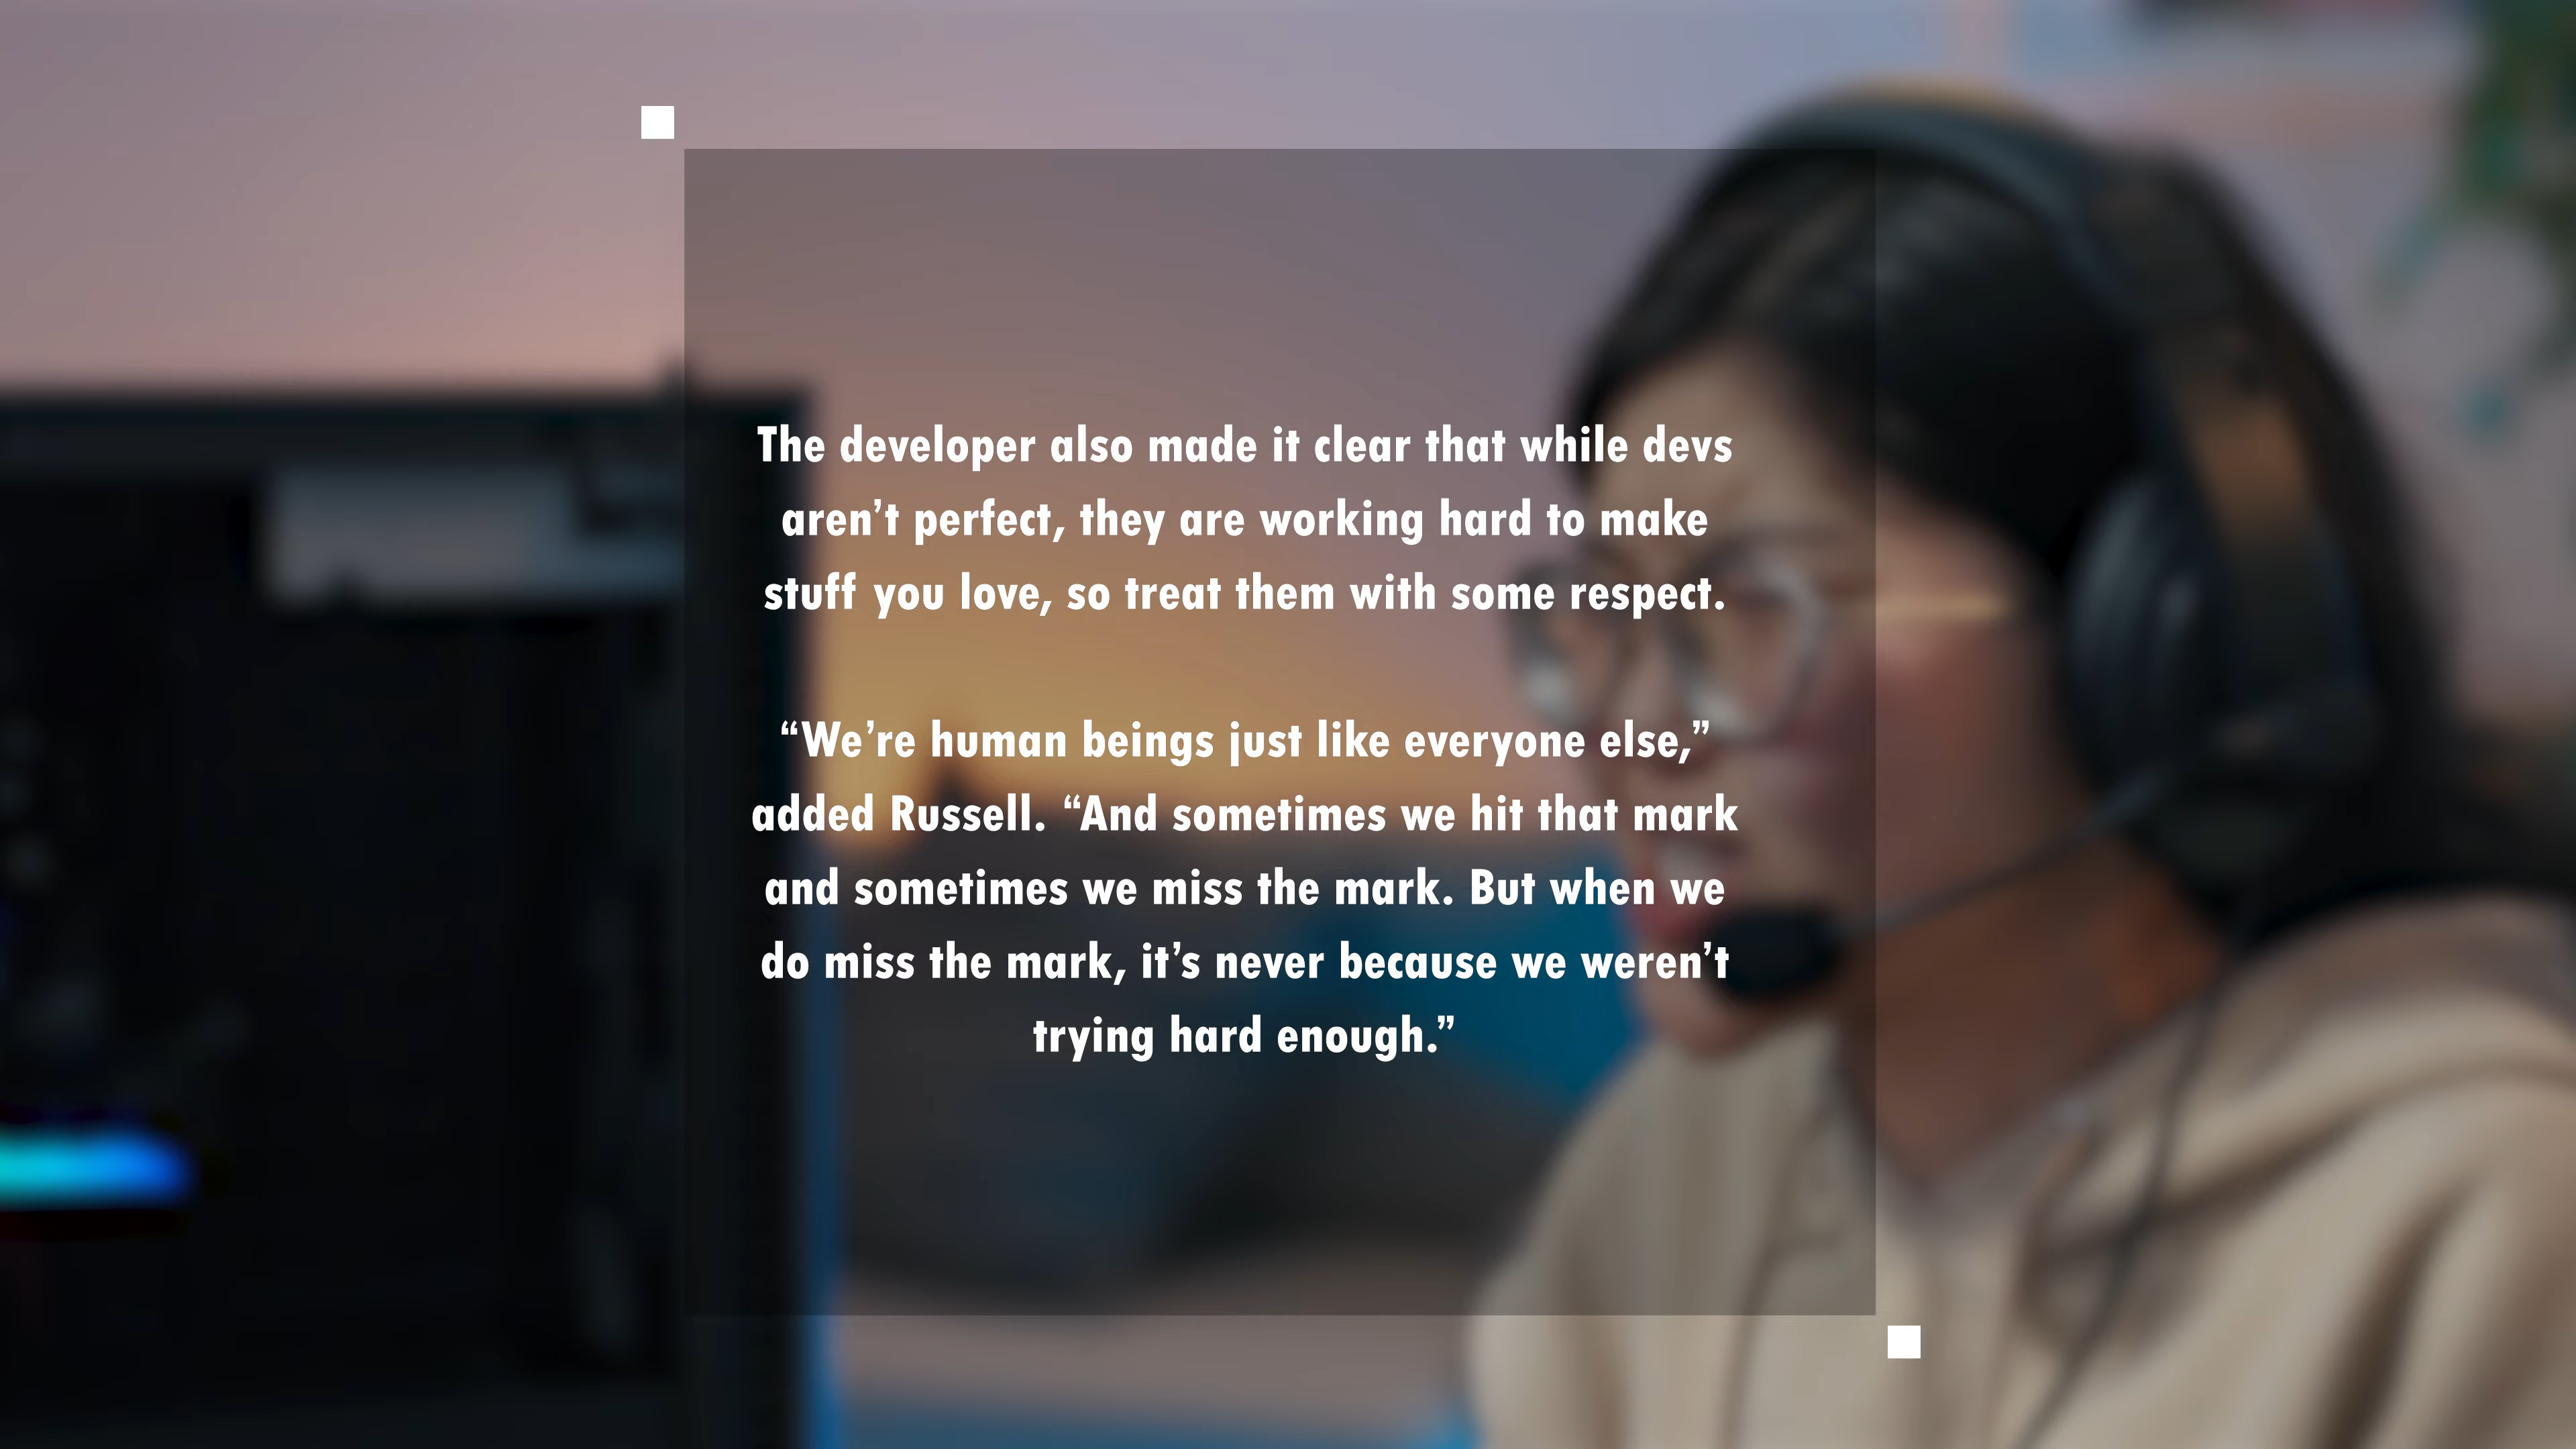 The developer also made it clear that while devs
aren’t perfect, they are working hard to make
stuff you love, so treat them with some respect.
“We’re human beings just like everyone else,”
added Russell. “And sometimes we hit that mark
and sometimes we miss the mark. But when we
do miss the mark, it’s never because we weren’t
trying hard enough.”